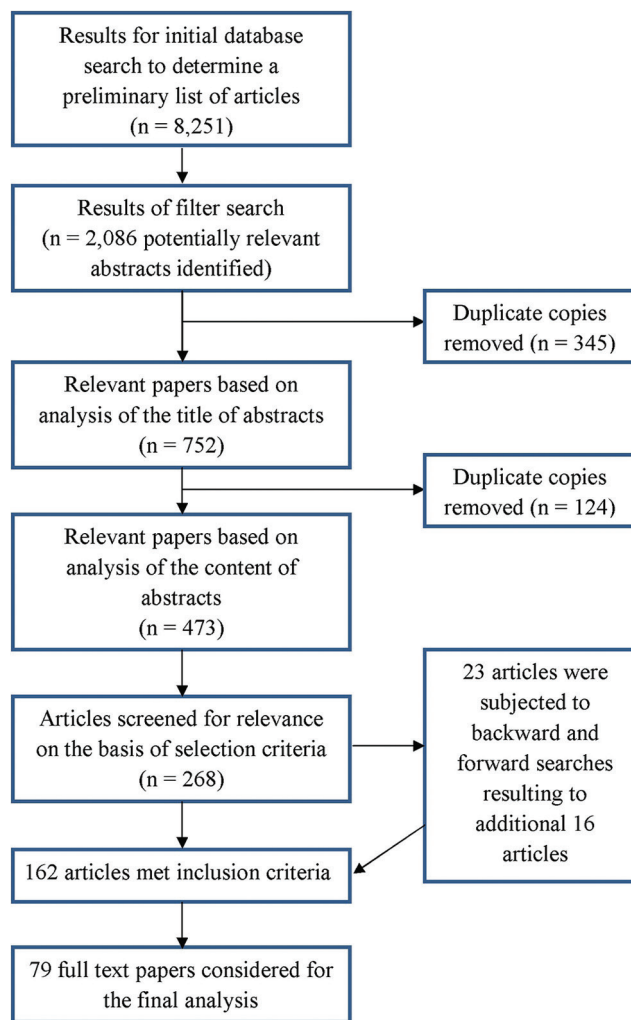 Results for initial database
search to determine a
preliminary list of articles
(n = 8,251)
Results of filter search
(n = 2,086 potentially relevant
abstracts identified)
Duplicate copies
removed (n = 345)
Relevant papers based on
analysis of the title of abstracts
(n = 752)
Duplicate copies
removed (n = 124)
Relevant papers based on
analysis of the content of
abstracts
(n = 473)
Articles screened for relevance
on the basis of selection criteria
(n = 268)
23 articles were
subjected to
backward and
forward searches
resulting to
additional 16
articles
162 articles met inclusion criteria
79 full text papers considered for
the final analysis